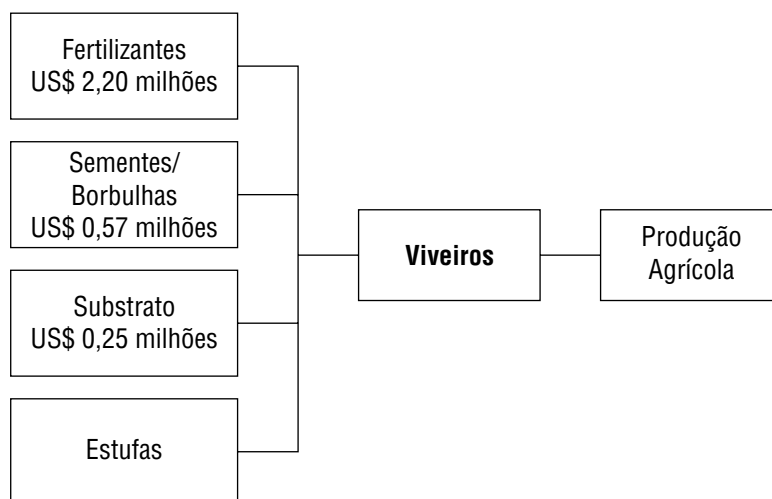 Fertilizantes
US$ 2,20 milhões
Sementes/
Borbulhas
US$ 0,57 milhões
Substrato
US$ 0,25 milhões
Estufas
Viveiros
Produção
Agrícola